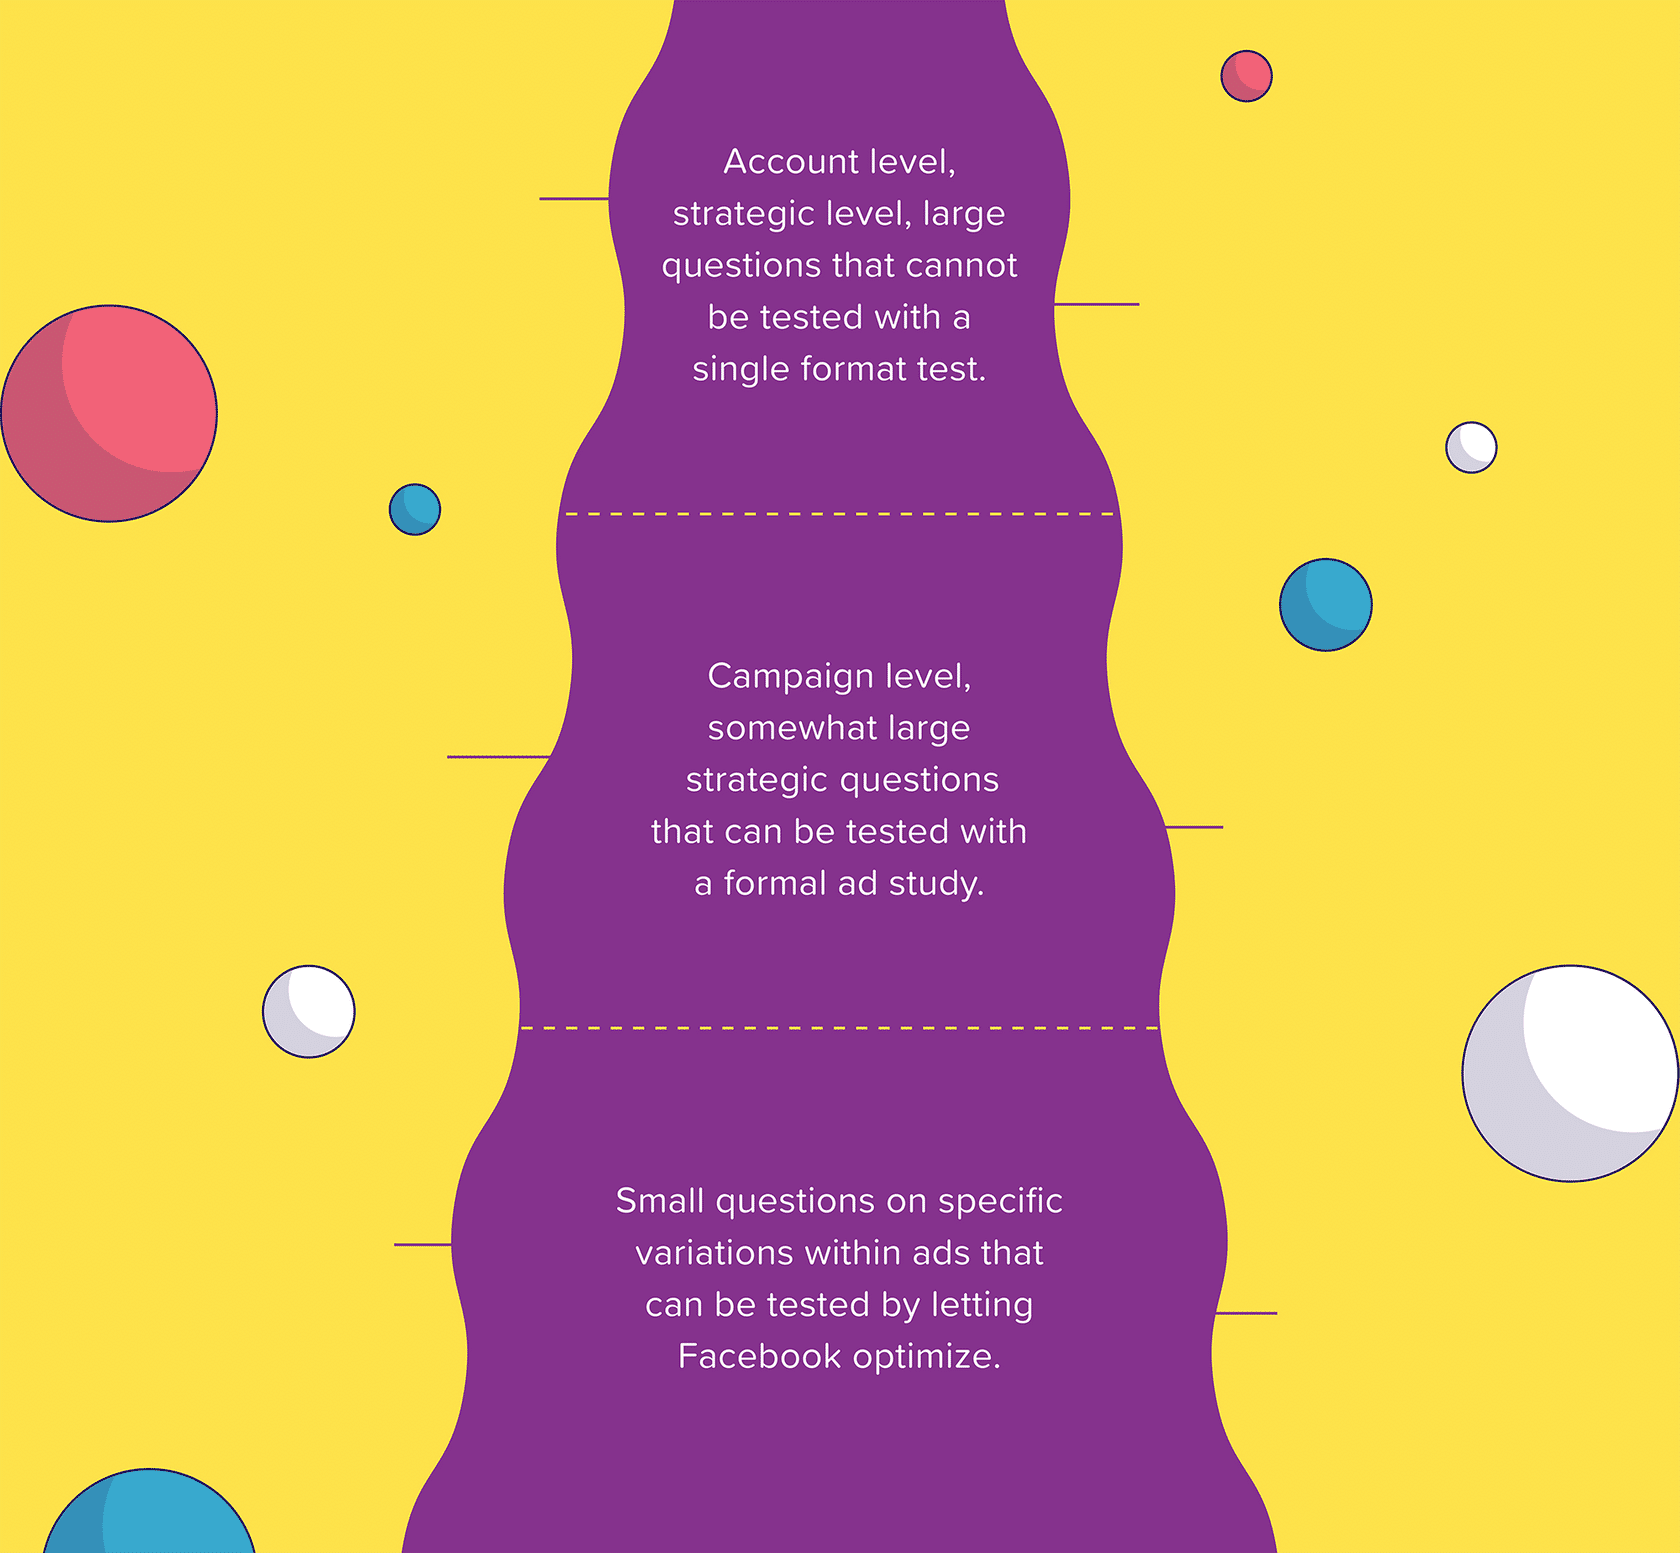 Account level,
strategic level, large
questions that cannot
be tested with a
single format test.
Campaign level,
somewhat large
strategic questions
that can be tested with
a formal ad study.
Small questions on specific
variations within ads that
can be tested by letting
Facebook optimize.